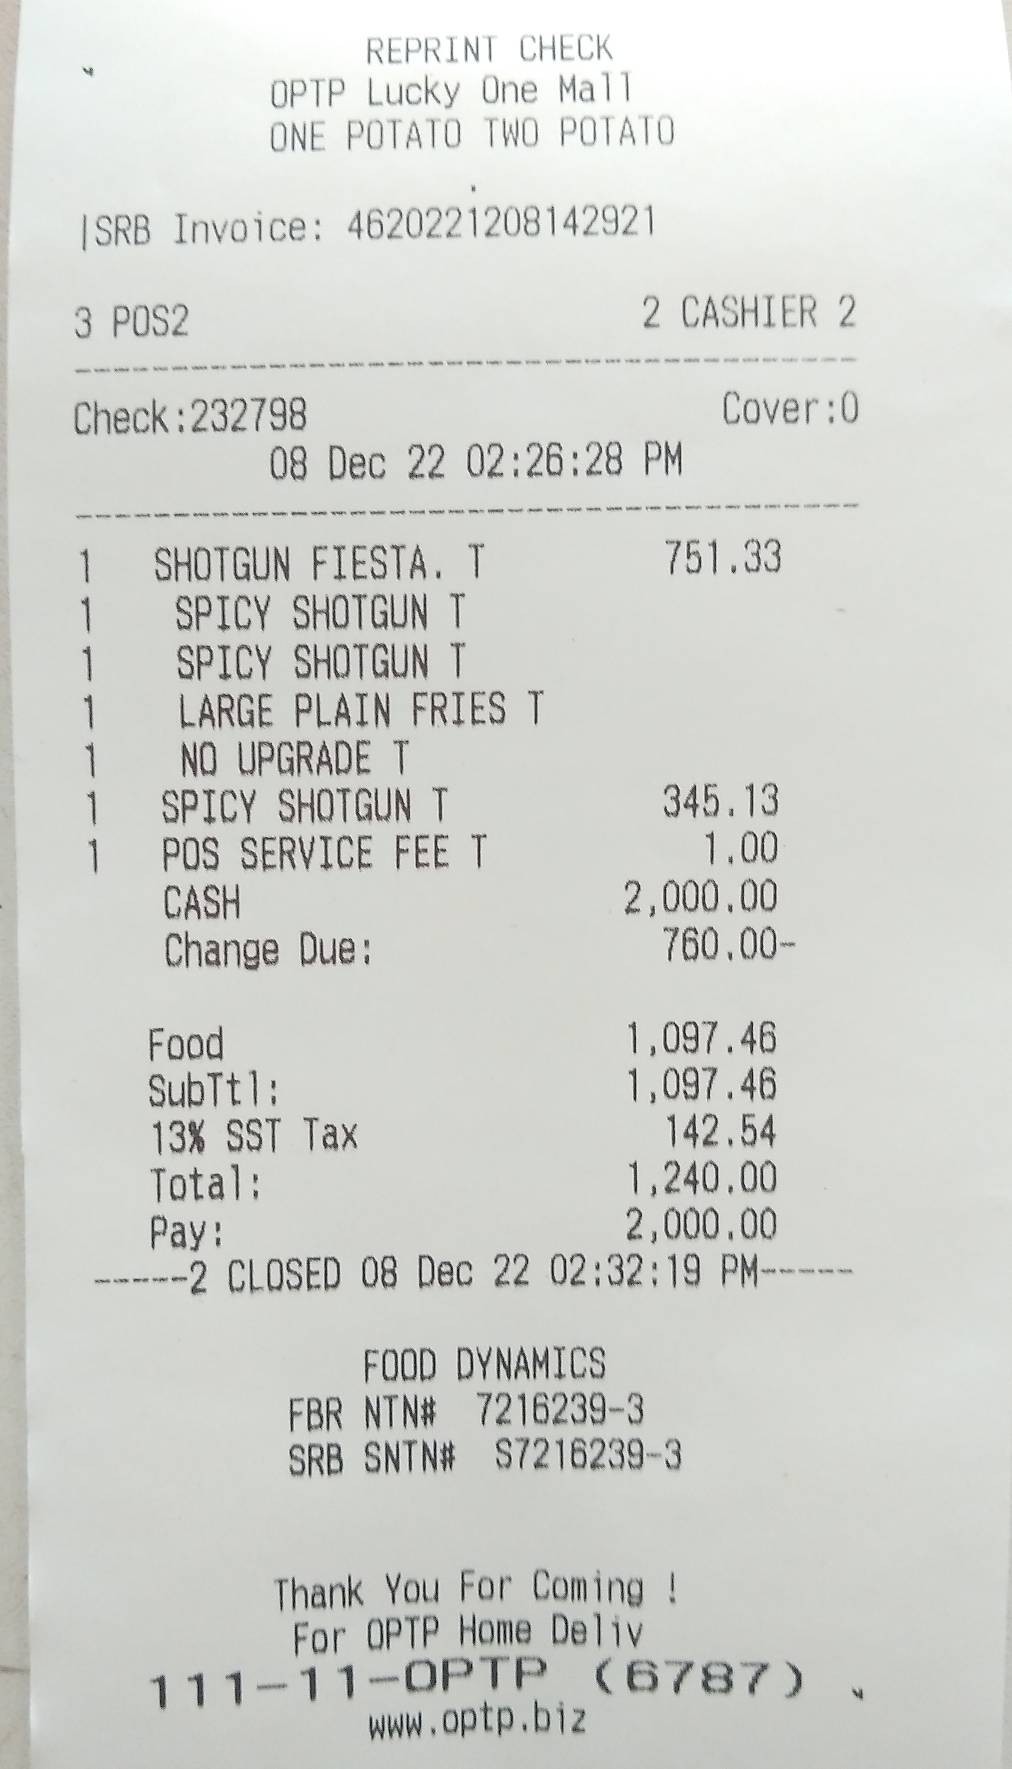 REPRINT CHECK
OPTP Lucky One Mall
ONE POTATO TWO POTATO
|SRB Invoice: 4620221208142921
3 POS2 2 CASHIER 2
------------------------------------------
Check:232798 Cover:0
08 Dec 22 02:26:28 PM
------------------------------------------
1 SHOTGUN FIESTA. T 751.33
1 SPICY SHOTGUN T
1 SPICY SHOTGUN T
1 LARGE PLAIN FRIES T
1 NO UPGRADE T
1 SPICY SHOTGUN T 345.13
1 POS SERVICE FEE T 1.00
CASH 2,000.00
Change Due: 760.00-
Food 1,097.46
SubTtl: 1,097.46
13% SST Tax 142.54
Total: 1,240.00
Pay: 2,000.00
-----2 CLOSED 08 Dec 22 02:32:19 PM-----
FOOD DYNAMICS
FBR NTN# 7216239-3
SRB SNTN# S7216239-3
Thank You For Coming !
For OPTP Home Deliv
111-11-OPTP (6787)
www.optp.biz